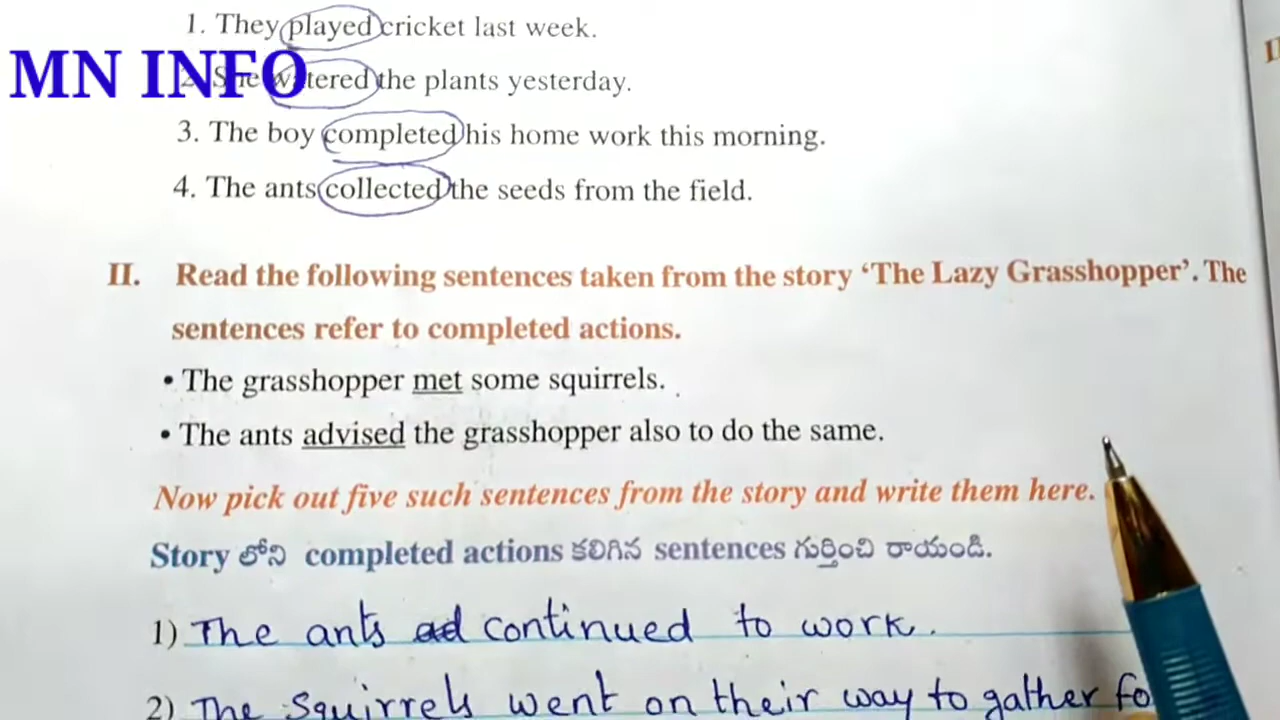 1. They played cricket last week.
MN INFO
2. She watered the plants yesterday.
3. The boy completed his home work this morning.
4. The ants collected the seeds from the field.
II. Read the following sentences taken from the story ‘The Lazy Grasshopper’. The
sentences refer to completed actions.
• The grasshopper met some squirrels.
• The ants advised the grasshopper also to do the same.
Now pick out five such sentences from the story and write them here.
Story లోని completed actions కలిగిన sentences గుర్తించి రాయండి.
1) The ants continued to work.
2) The squirrels went on their way to gather